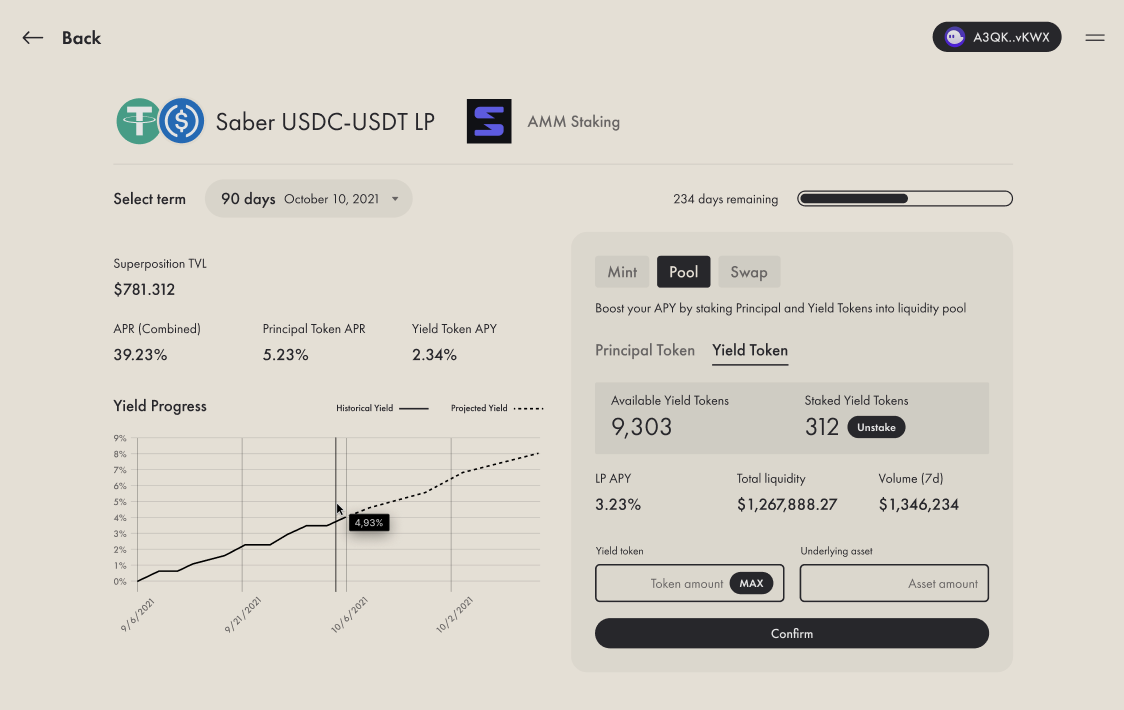 Back
A3QK..vKWX
Saber USDC-USDT LP
AMM Staking
Select term
90 days October 10, 2021
234 days remaining
Superposition TVL
$781.312
APR (Combined) Principal Token APR Yield Token APY
39.23% 5.23% 2.34%
Yield Progress
Historical Yield
Projected Yield
9%
8%
7%
6%
5%
4%
3%
2%
1%
0%
4,93%
9/6/2021
9/21/2021
10/6/2021
10/2/2021
Mint Pool Swap
Boost your APY by staking Principal and Yield Tokens into liquidity pool
Principal Token Yield Token
Available Yield Tokens Staked Yield Tokens
9,303 312 Unstake
LP APY Total liquidity Volume (7d)
3.23% $1,267,888.27 $1,346,234
Yield token Underlying asset
Token amount MAX Asset amount
Confirm